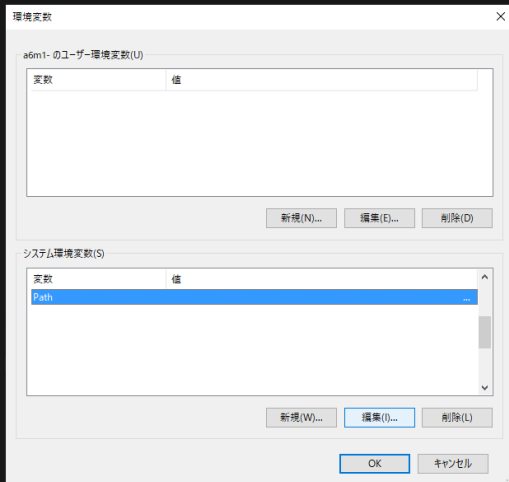 環境変数
a6m1- のユーザー環境変数(U)
変数 値
新規(N)... 編集(E)... 削除(D)
システム環境変数(S)
変数 値
Path ...
新規(W)... 編集(I)... 削除(L)
OK キャンセル